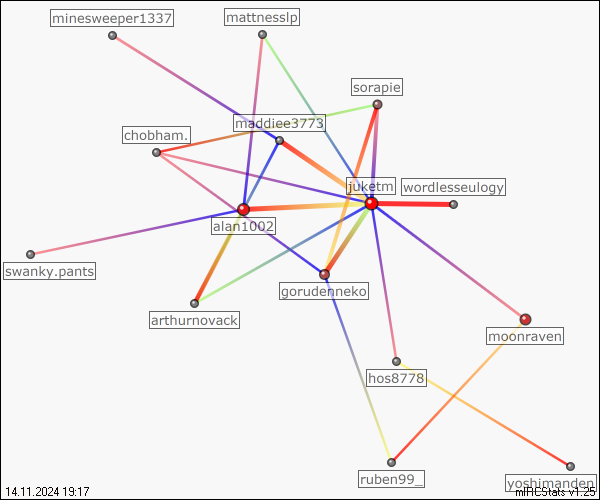 minesweeper1337
mattnesslp
sorapie
maddiee3773
chobham.
juketm
wordlesseulogy
alan1002
swanky.pants
gorudenneko
arthurnovack
moonraven
hos8778
ruben99_
yoshimanden
14.11.2024 19:17
mIRCStats v1.25